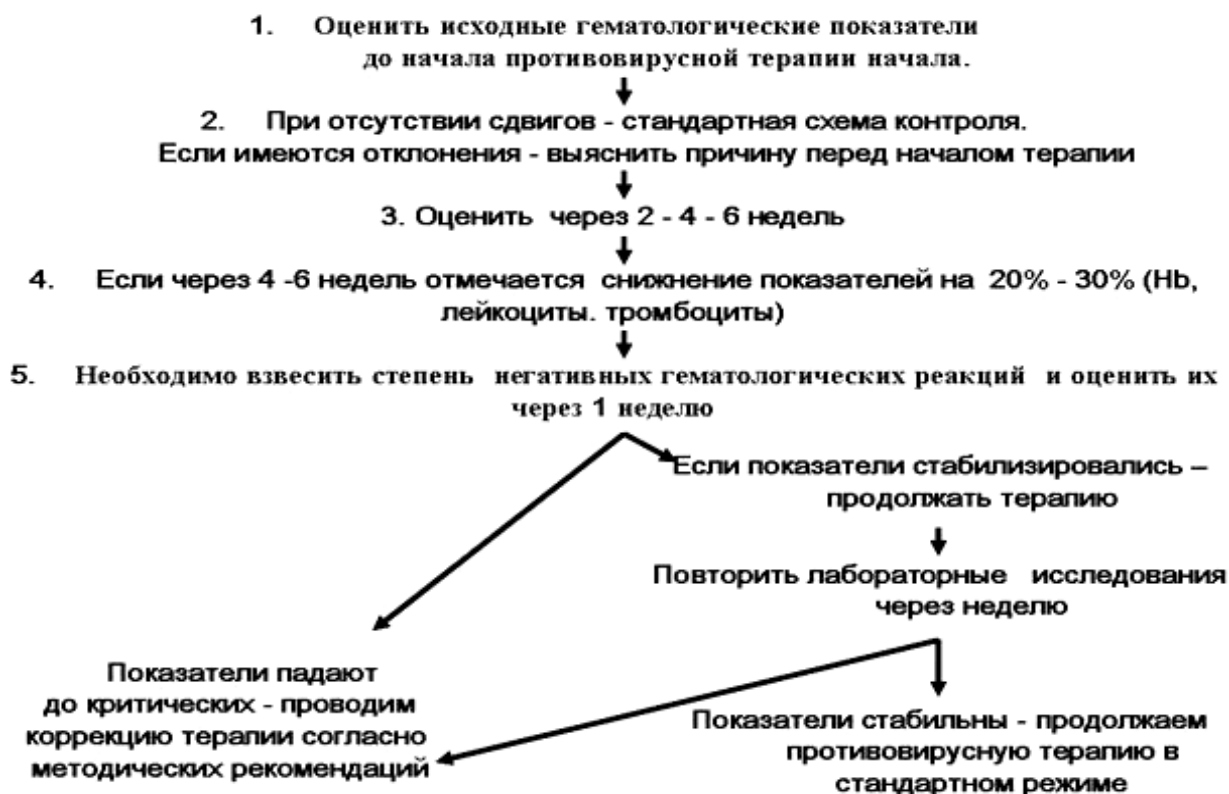 1. Оценить исходные гематологические показатели
до начала противовирусной терапии начала.
2. При отсутствии сдвигов - стандартная схема контроля.
Если имеются отклонения - выяснить причину перед началом терапии
3. Оценить через 2 - 4 - 6 недель
4. Если через 4 -6 недель отмечается снижнение показателей на 20% - 30% (Hb,
лейкоциты. тромбоциты)
5. Необходимо взвесить степень негативных гематологических реакций и оценить их
через 1 неделю
Если показатели стабилизировались –
продолжать терапию
Повторить лабораторные исследования
через неделю
Показатели падают
до критических - проводим
коррекцию терапии согласно
методических рекомендаций
Показатели стабильны - продолжаем
противовирусную терапию в
стандартном режиме